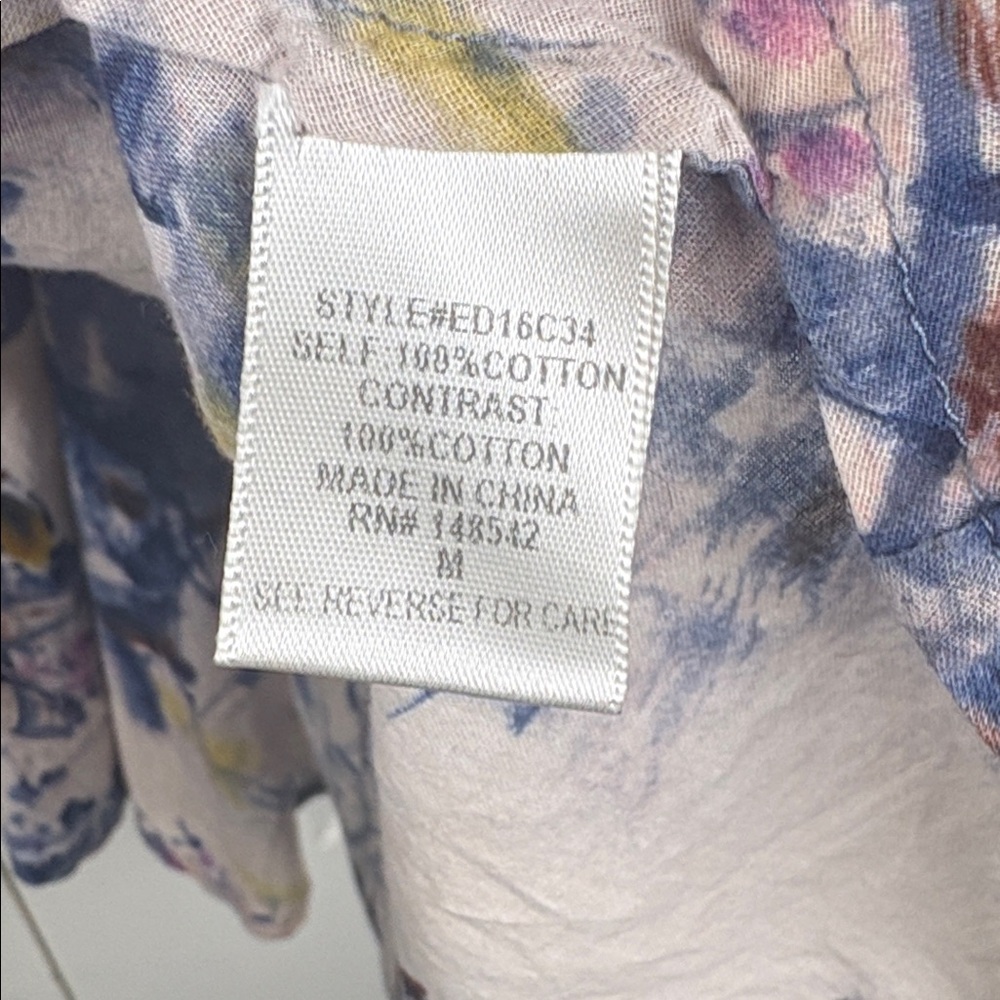 STYLE#ED16C34
SELF:100%COTTON
CONTRAST:
100%COTTON
MADE IN CHINA
RN# 148542
M
SEE REVERSE FOR CARE